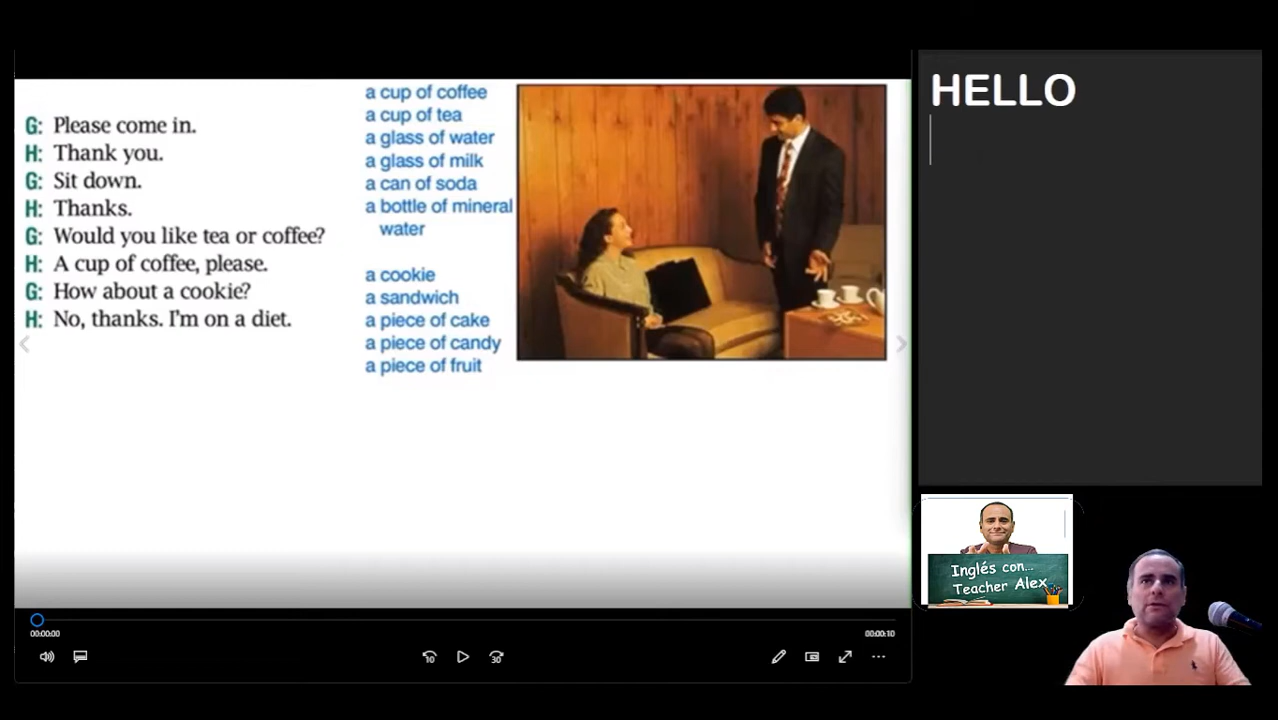 G: Please come in.
H: Thank you.
G: Sit down.
H: Thanks.
G: Would you like tea or coffee?
H: A cup of coffee, please.
G: How about a cookie?
H: No, thanks. I'm on a diet.
a cup of coffee
a cup of tea
a glass of water
a glass of milk
a can of soda
a bottle of mineral
water
a cookie
a sandwich
a piece of cake
a piece of candy
a piece of fruit
HELLO
Inglés con...
Teacher Alex
00:00:00
00:00:10
10
30